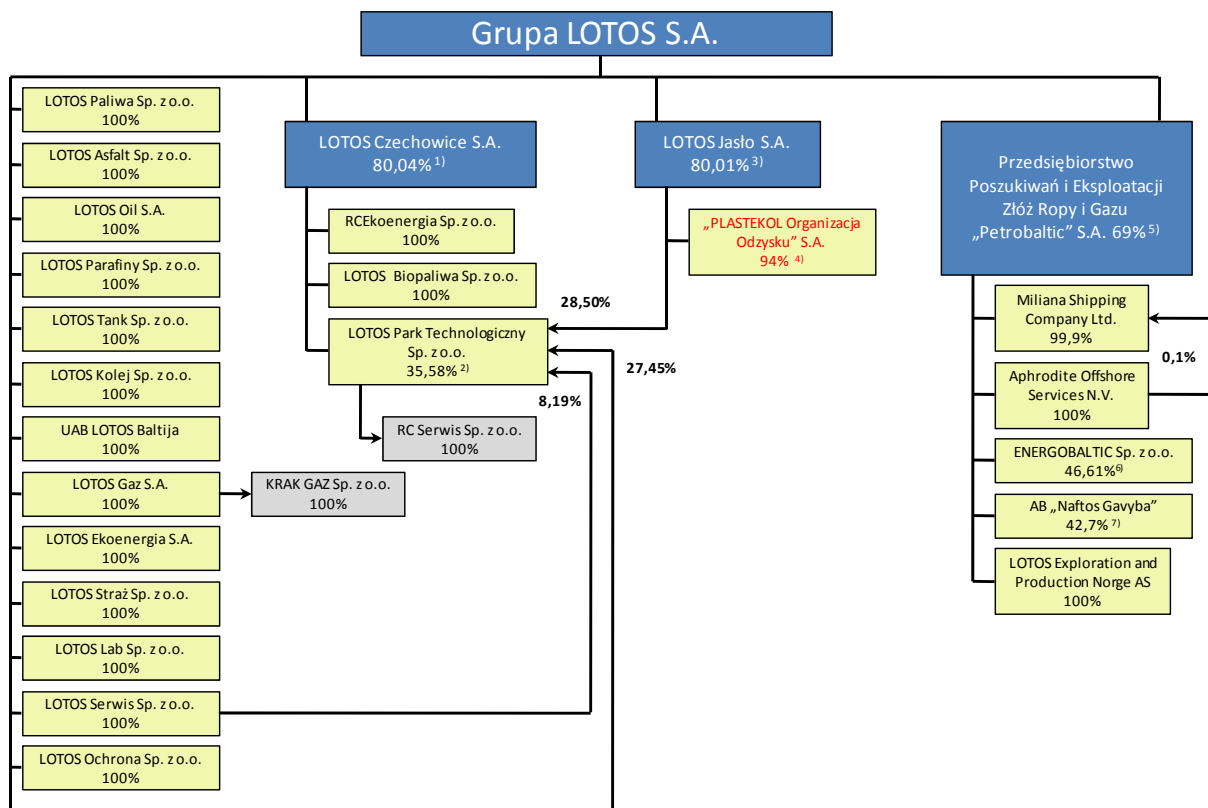 Grupa LOTOS S.A.
LOTOS Paliwa Sp. z o.o.
100%
LOTOS Asfalt Sp. z o.o.
100%
LOTOS Oil S.A.
100%
LOTOS Parafiny Sp. z o.o.
100%
LOTOS Tank Sp. z o.o.
100%
LOTOS Kolej Sp. z o.o.
100%
UAB LOTOS Baltija
100%
LOTOS Gaz S.A.
100%
KRAK GAZ Sp. z o.o.
100%
LOTOS Ekoenergia S.A.
100%
LOTOS Straż Sp. z o.o.
100%
LOTOS Lab Sp. z o.o.
100%
LOTOS Serwis Sp. z o.o.
100%
LOTOS Ochrona Sp. z o.o.
100%
LOTOS Czechowice S.A.
80,04% 1)
RCEkoenergia Sp. z o.o.
100%
LOTOS Biopaliwa Sp. z o.o.
100%
LOTOS Park Technologiczny
Sp. z o.o.
35,58% 2)
28,50%
27,45%
8,19%
RC Serwis Sp. z o.o.
100%
LOTOS Jasło S.A.
80,01% 3)
„PLASTEKOL Organizacja
Odzysku” S.A.
94% 4)
Przedsiębiorstwo
Poszukiwań i Eksploatacji
Złóż Ropy i Gazu
„Petrobaltic” S.A. 69% 5)
Miliana Shipping
Company Ltd.
99,9%
0,1%
Aphrodite Offshore
Services N.V.
100%
ENERGOBALTIC Sp. z o.o.
46,61% 6)
AB „Naftos Gavyba”
42,7% 7)
LOTOS Exploration and
Production Norge AS
100%